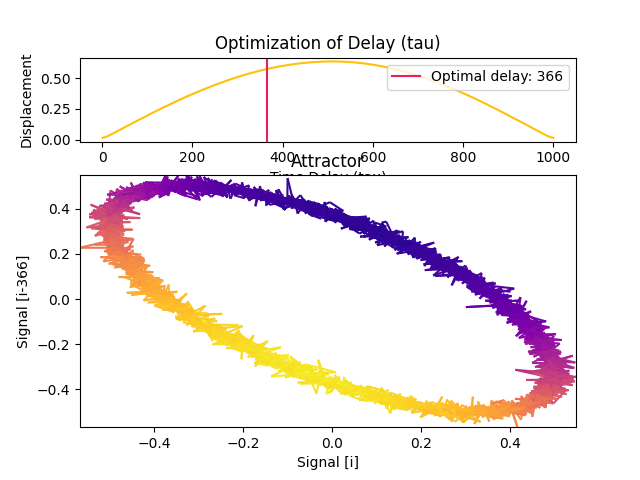 Optimization of Delay (tau)
Displacement
0.50
0.25
0.00
Optimal delay: 366
0 200 400 600 800 1000
Time Delay (tau)
Attractor
Signal [i-366]
0.4
0.2
0.0
−0.2
−0.4
−0.4 −0.2 0.0 0.2 0.4
Signal [i]